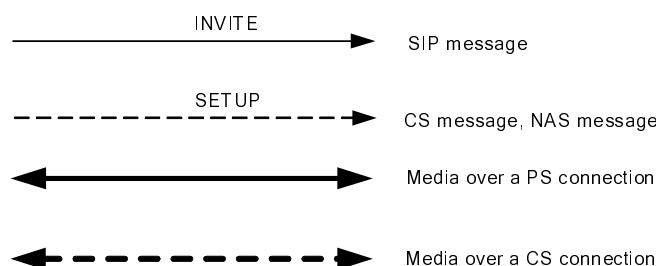 INVITE
SIP message
SETUP
CS message, NAS message
Media over a PS connection
Media over a CS connection